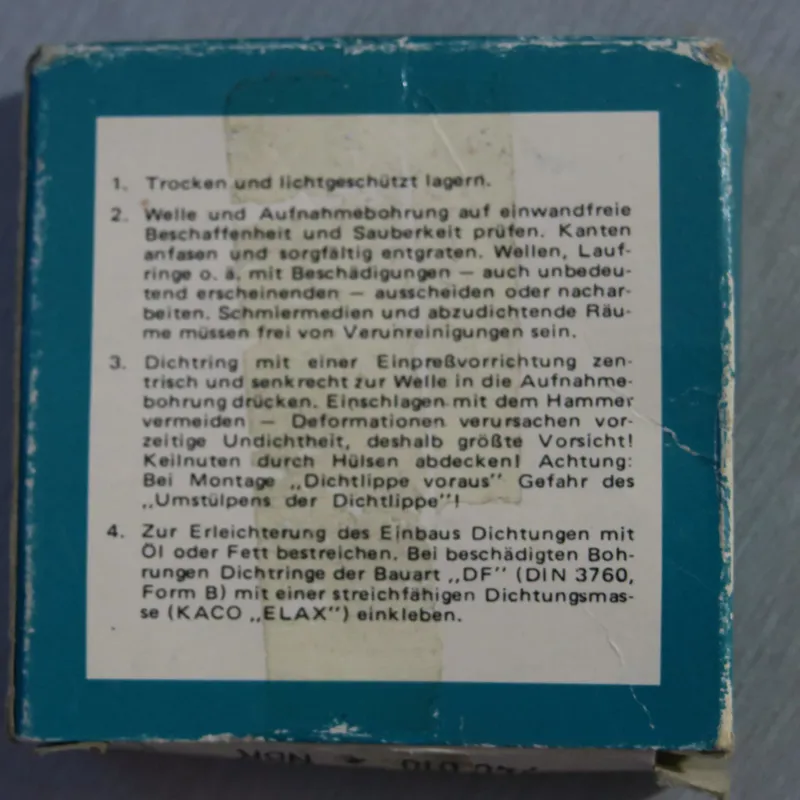 1. Trocken und lichtgeschützt lagern.
2. Welle und Aufnahmebohrung auf einwandfreie
Beschaffenheit und Sauberkeit prüfen. Kanten
anfasen und sorgfältig entgraten. Wellen, Lauf-
ringe o. ä. mit Beschädigungen — auch unbedeu-
tend erscheinenden — ausscheiden oder nachar-
beiten. Schmiermedien und abzudichtende Räu-
me müssen frei von Verunreinigungen sein.
3. Dichtring mit einer Einpreßvorrichtung zen-
trisch und senkrecht zur Welle in die Aufnahme-
bohrung drücken. Einschlagen mit dem Hammer
vermeiden — Deformationen verursachen vor-
zeitige Undichtheit, deshalb größte Vorsicht!
Keilnuten durch Hülsen abdecken! Achtung:
Bei Montage „Dichtlippe voraus" Gefahr des
„Umstülpens der Dichtlippe"!
4. Zur Erleichterung des Einbaus Dichtungen mit
Öl oder Fett bestreichen. Bei beschädigten Boh-
rungen Dichtringe der Bauart „DF" (DIN 3760,
Form B) mit einer streichfähigen Dichtungsmas-
se (KACO „ELAX") einkleben.